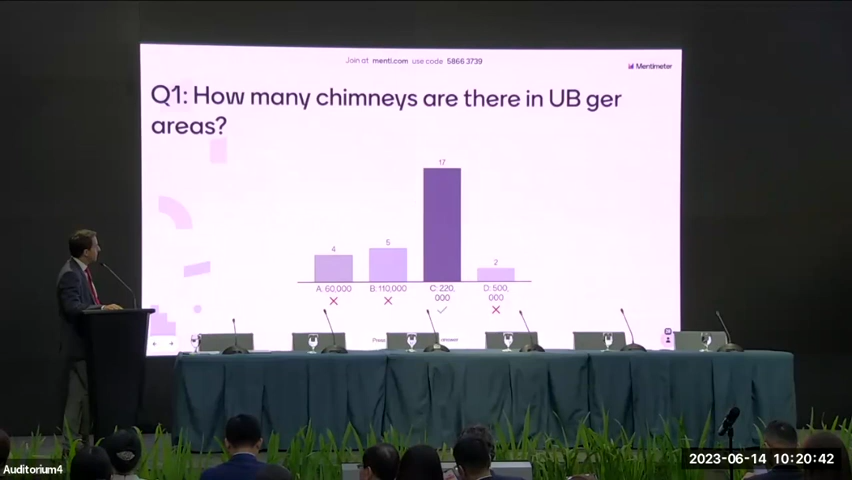 Join at menti.com use code 5866 3739
Mentimeter
Q1: How many chimneys are there in UB ger
areas?
17
4
5
2
A: 60,000
B: 110,000
C: 220,
000
D: 500,
000
Press
answer
Auditorium4
2023-06-14 10:20:42